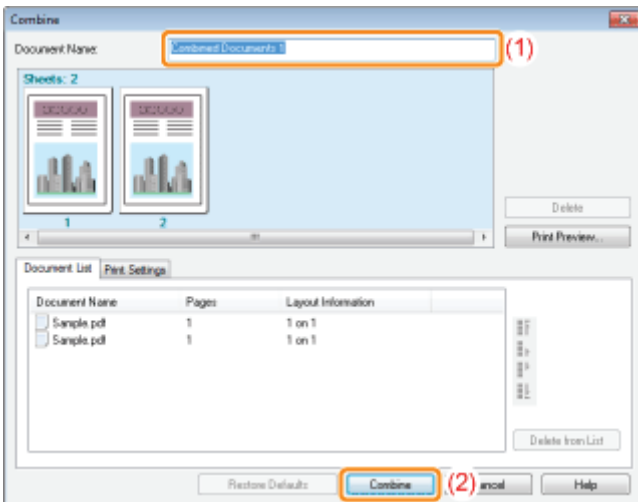 Combine
Document Name: Combined Documents 1 (1)
Sheets: 2
1 2
Delete
Print Preview...
Document List Print Settings
Document Name Pages Layout Information
Sample.pdf 1 1 on 1
Sample.pdf 1 1 on 1
Delete from List
Restore Defaults Combine (2) ancel Help